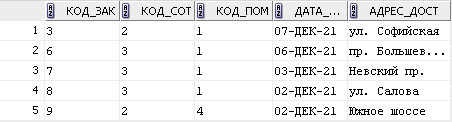 КОД_ЗАК КОД_СОТ КОД_ПОМ ДАТА_... АДРЕС_ДОСТ
1 3 2 1 07-ДЕК-21 ул. Софийская
2 6 3 1 06-ДЕК-21 пр. Большев...
3 7 3 1 03-ДЕК-21 Невский пр.
4 8 3 1 02-ДЕК-21 ул. Салова
5 9 2 4 02-ДЕК-21 Южное шоссе